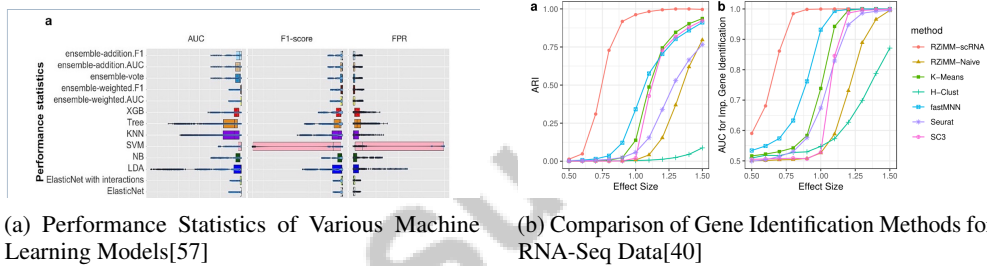 a
AUC F1-score FPR
Performance statistics
ensemble-addition.F1
ensemble-addition.AUC
ensemble-vote
ensemble-weighted.F1
ensemble-weighted.AUC
XGB
Tree
KNN
SVM
NB
LDA
ElasticNet with interactions
ElasticNet
a
ARI
1.00
0.75
0.50
0.25
0.00
0.50 0.75 1.00 1.25 1.50
Effect Size
b
AUC for Imp. Gene Identification
1.0
0.9
0.8
0.7
0.6
0.5
0.50 0.75 1.00 1.25 1.50
Effect Size
method
RZiMM-scRNA
RZiMM-Naive
K-Means
H-Clust
fastMNN
Seurat
SC3
(a) Performance Statistics of Various Machine
Learning Models[57]
(b) Comparison of Gene Identification Methods fo
RNA-Seq Data[40]